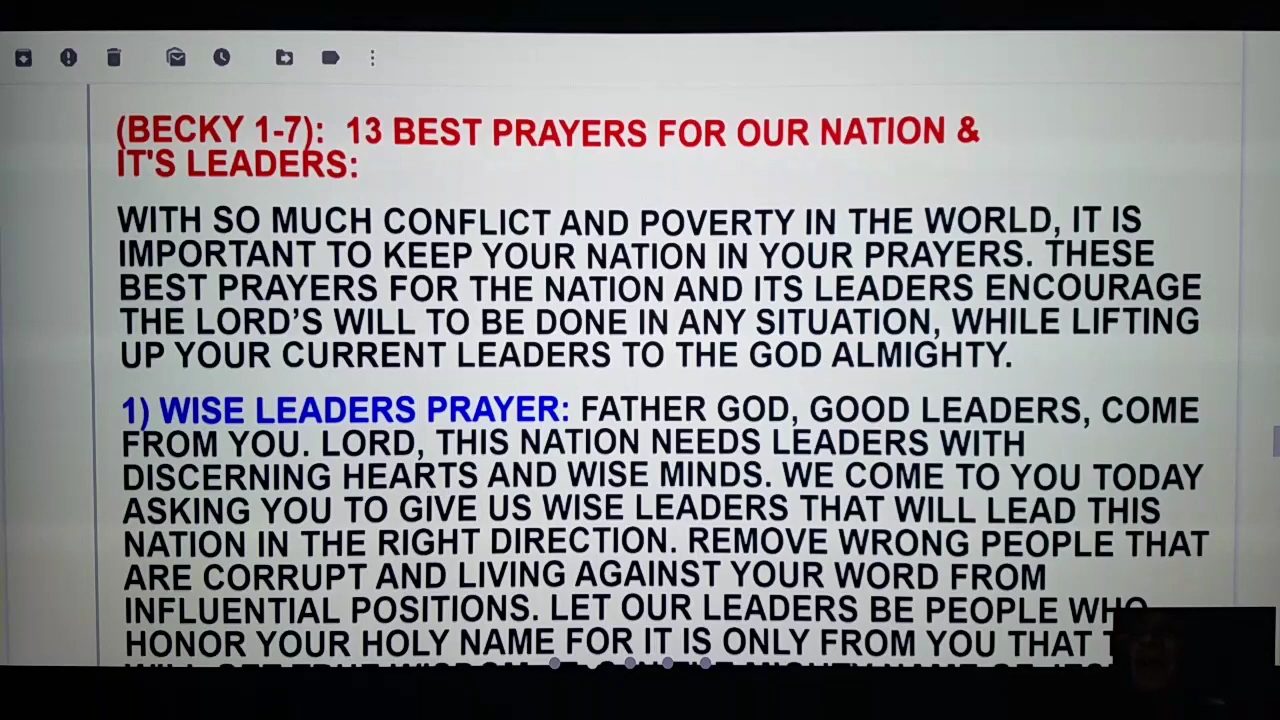 (BECKY 1-7): 13 BEST PRAYERS FOR OUR NATION &
IT'S LEADERS:
WITH SO MUCH CONFLICT AND POVERTY IN THE WORLD, IT IS
IMPORTANT TO KEEP YOUR NATION IN YOUR PRAYERS. THESE
BEST PRAYERS FOR THE NATION AND ITS LEADERS ENCOURAGE
THE LORD’S WILL TO BE DONE IN ANY SITUATION, WHILE LIFTING
UP YOUR CURRENT LEADERS TO THE GOD ALMIGHTY.
1) WISE LEADERS PRAYER: FATHER GOD, GOOD LEADERS, COME
FROM YOU. LORD, THIS NATION NEEDS LEADERS WITH
DISCERNING HEARTS AND WISE MINDS. WE COME TO YOU TODAY
ASKING YOU TO GIVE US WISE LEADERS THAT WILL LEAD THIS
NATION IN THE RIGHT DIRECTION. REMOVE WRONG PEOPLE THAT
ARE CORRUPT AND LIVING AGAINST YOUR WORD FROM
INFLUENTIAL POSITIONS. LET OUR LEADERS BE PEOPLE WHO
HONOR YOUR HOLY NAME FOR IT IS ONLY FROM YOU THAT